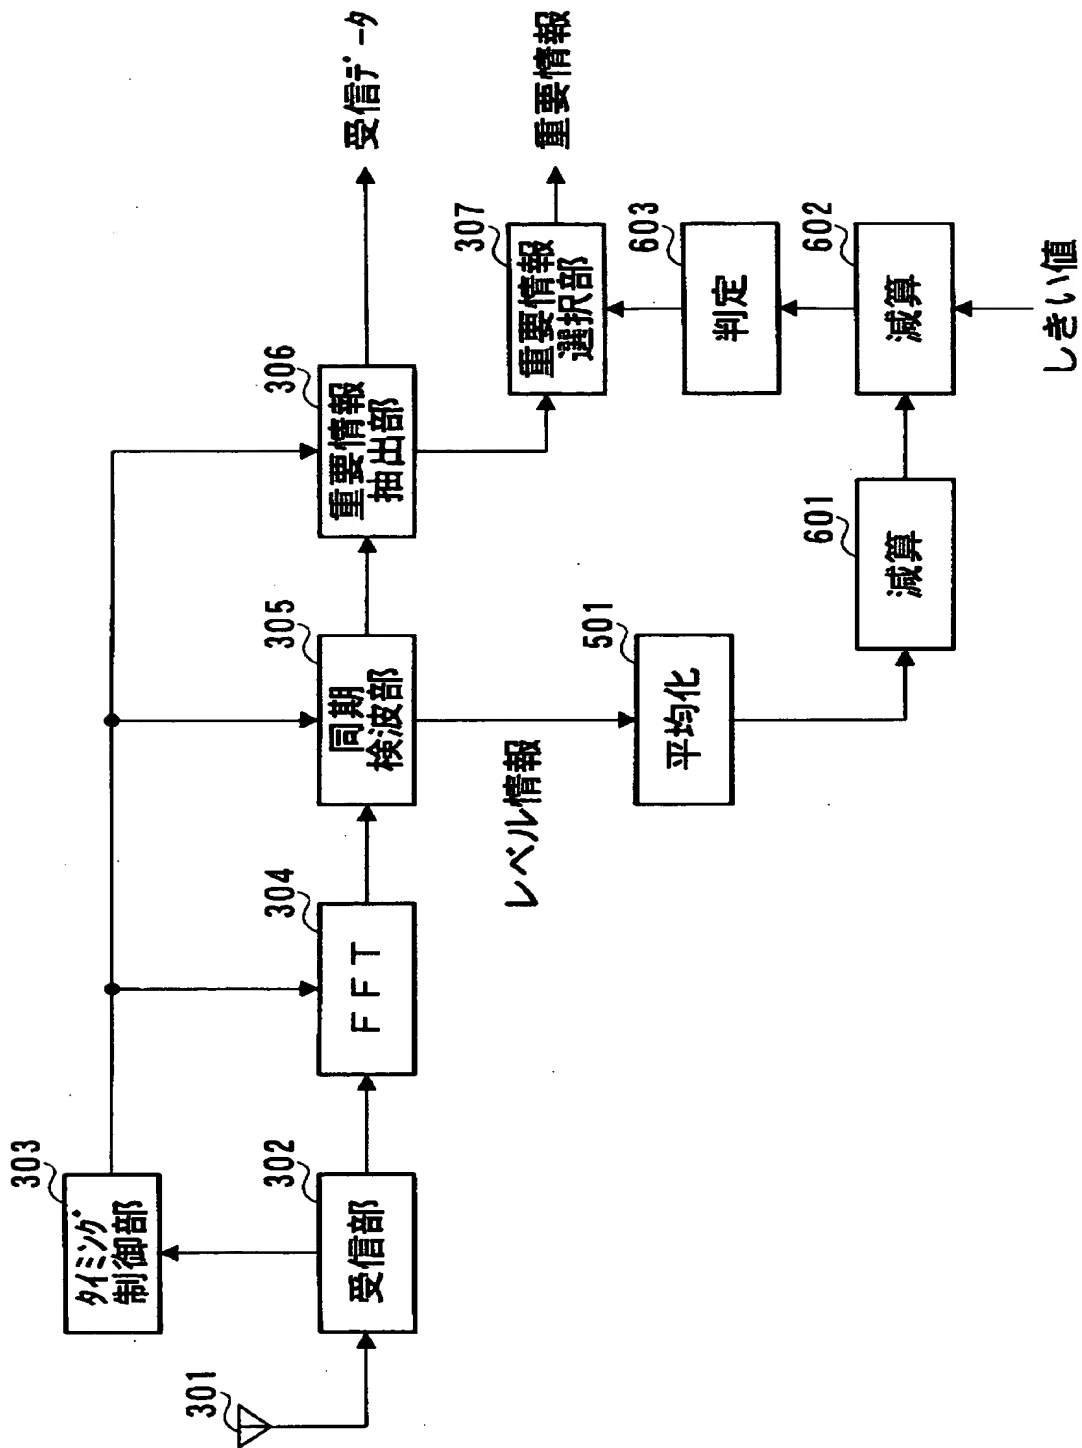 301
受信部
302
タイミング
制御部
303
FFT
304
同期
検波部
305
重要情報
抽出部
306
受信データ
レベル情報
平均化
501
減算
601
減算
602
しきい値
判定
603
重要情報
選択部
307
重要情報